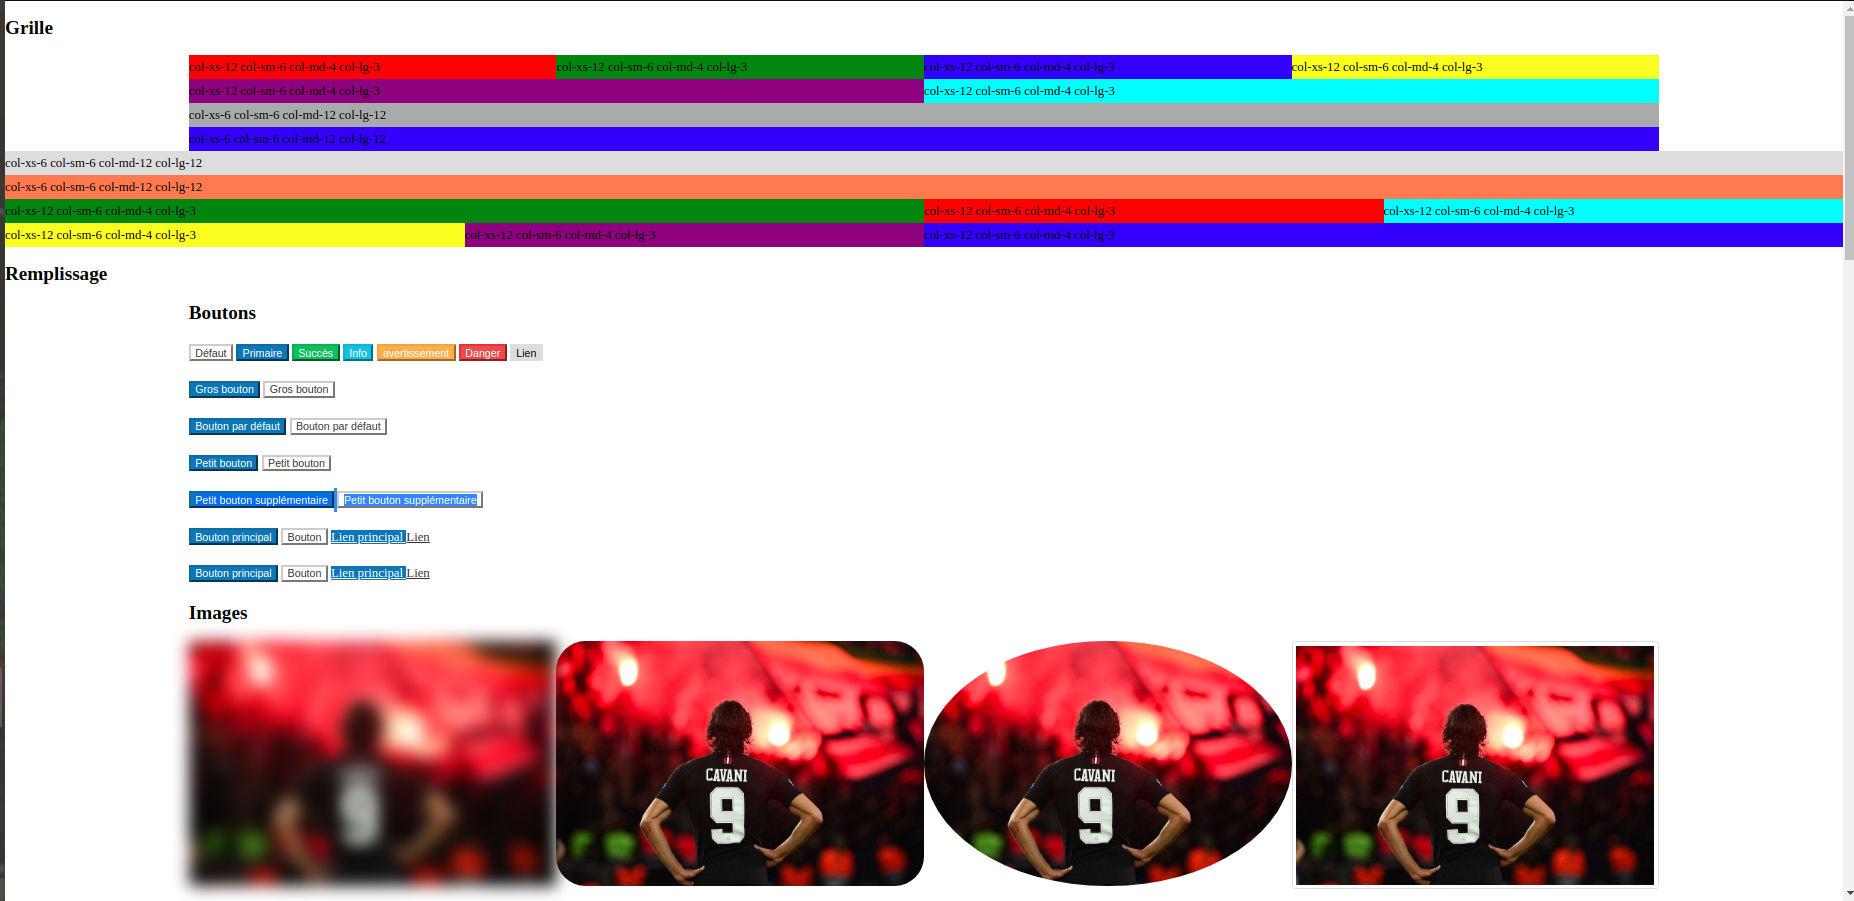 Grille
col-xs-12 col-sm-6 col-md-4 col-lg-3 col-xs-12 col-sm-6 col-md-4 col-lg-3 col-xs-12 col-sm-6 col-md-4 col-lg-3 col-xs-12 col-sm-6 col-md-4 col-lg-3
col-xs-12 col-sm-6 col-md-4 col-lg-3 col-xs-12 col-sm-6 col-md-4 col-lg-3
col-xs-6 col-sm-6 col-md-12 col-lg-12
col-xs-6 col-sm-6 col-md-12 col-lg-12
col-xs-6 col-sm-6 col-md-12 col-lg-12
col-xs-6 col-sm-6 col-md-12 col-lg-12
col-xs-12 col-sm-6 col-md-4 col-lg-3 col-xs-12 col-sm-6 col-md-4 col-lg-3 col-xs-12 col-sm-6 col-md-4 col-lg-3
col-xs-12 col-sm-6 col-md-4 col-lg-3 col-xs-12 col-sm-6 col-md-4 col-lg-3 col-xs-12 col-sm-6 col-md-4 col-lg-3
Remplissage
Boutons
Défaut Primaire Succès Info avertissement Danger Lien
Gros bouton Gros bouton
Bouton par défaut Bouton par défaut
Petit bouton Petit bouton
Petit bouton supplémentaire Petit bouton supplémentaire
Bouton principal Bouton Lien principal Lien
Bouton principal Bouton Lien principal Lien
Images
CAVANI CAVANI CAVANI
9 9 9 9